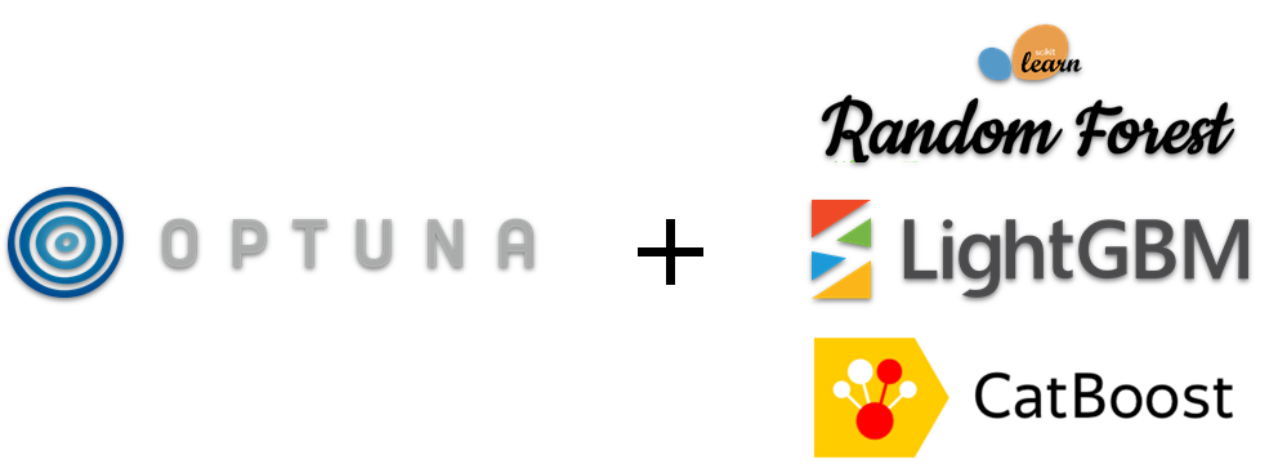 OPTUNA
+
scikit
learn
Random Forest
LightGBM
CatBoost